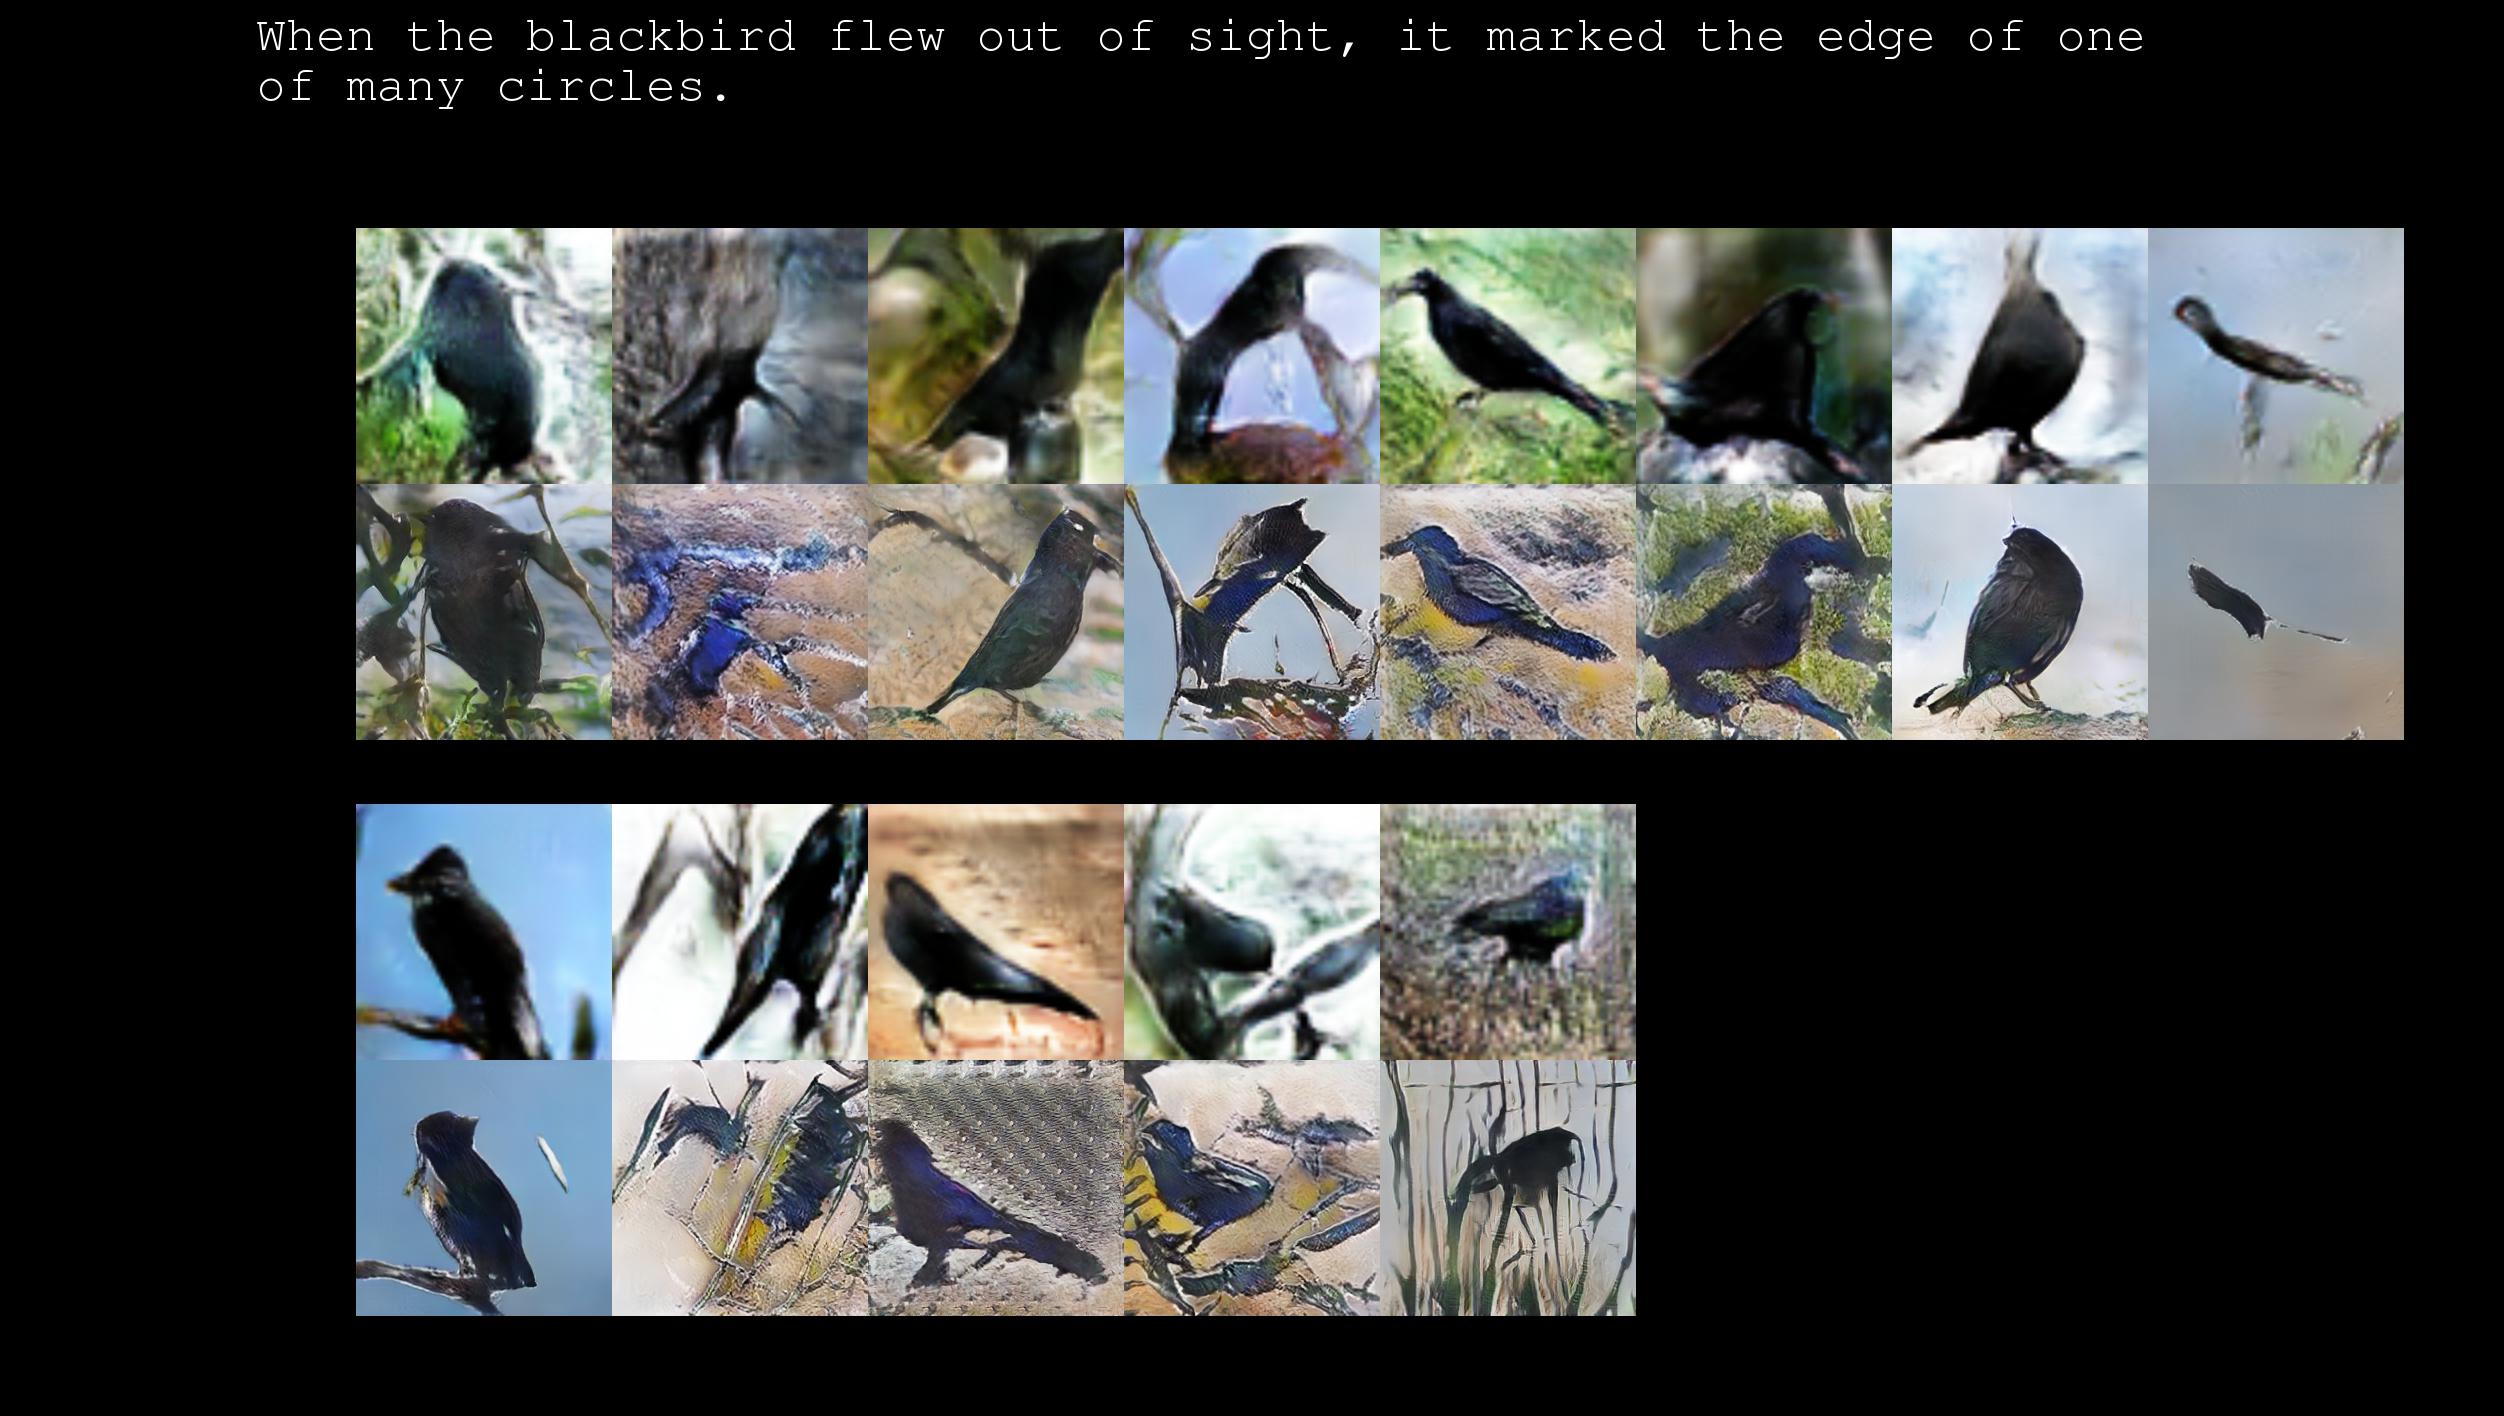 When the blackbird flew out of sight, it marked the edge of one
of many circles.